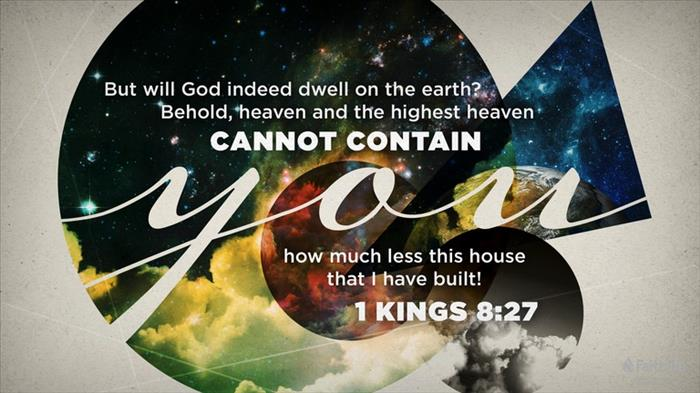 But will God indeed dwell on the earth?
Behold, heaven and the highest heaven
CANNOT CONTAIN
you
how much less this house
that I have built!
1 KINGS 8:27